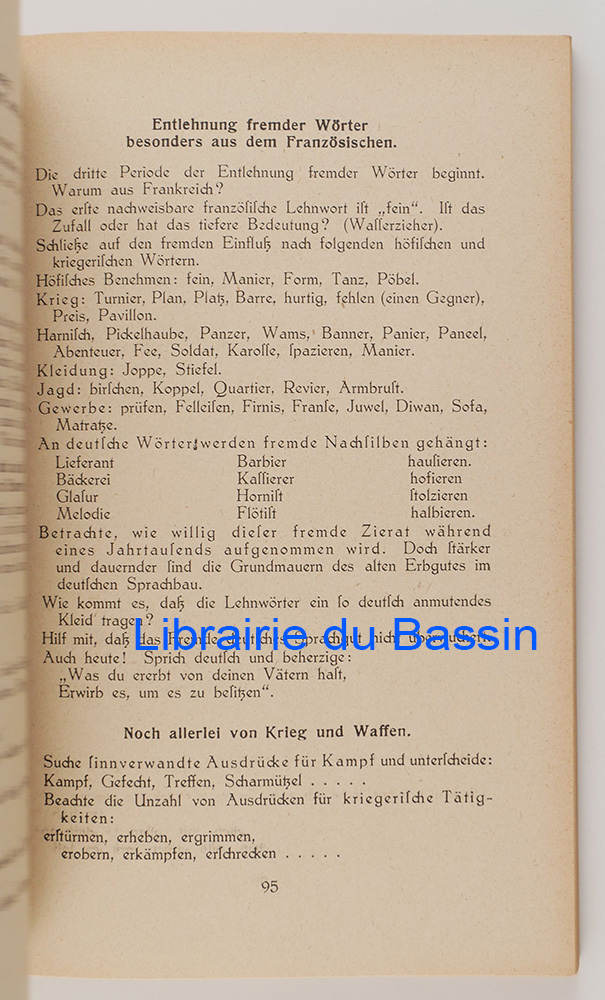 Entlehnung fremder Wörter
besonders aus dem Französischen.
Die dritte Periode der Entlehnung fremder Wörter beginnt.
Warum aus Frankreich?
Das erſte nachweisbare franzöſiſche Lehnwort iſt „fein“. Iſt das
Zufall oder hat das tiefere Bedeutung? (Waſſerzieher).
Schließe auf den fremden Einfluß nach folgenden höfiſchen und
kriegeriſchen Wörtern.
Höfiſches Benehmen: fein, Manier, Form, Tanz, Pöbel.
Krieg: Turnier, Plan, Platz, Barre, hurtig, fehlen (einen Gegner),
Preis, Pavillon.
Harniſch, Pickelhaube, Panzer, Wams, Banner, Panier, Paneel,
Abenteuer, Fee, Soldat, Karoſſe, ſpazieren, Manier.
Kleidung: Joppe, Stiefel.
Jagd: birſchen, Koppel, Quartier, Revier, Armbruſt.
Gewerbe: prüfen, Felleiſen, Firnis, Franſe, Juwel, Diwan, Sofa,
Matratze.
An deutſche Wörter werden fremde Nachſilben gehängt:
Lieferant Barbier hauſieren.
Bäckerei Kaſſierer hofieren
Glaſur Horniſt ſtolzieren
Melodie Flötiſt halbieren.
Betrachte, wie willig dieſer fremde Zierat während
eines Jahrtauſends aufgenommen wird. Doch ſtärker
und dauernder ſind die Grundmauern des alten Erbgutes im
deutſchen Sprachbau.
Wie kommt es, daß die Lehnwörter ein ſo deutſch anmutendes
Kleid tragen?
Hilf mit, daß das Fremde deutſches Sprachgut nicht überwuchert.
Librairie du Bassin
Auch heute! Sprich deutſch und beherzige:
„Was du ererbt von deinen Vätern haſt,
Erwirb es, um es zu beſitzen“.
Noch allerlei von Krieg und Waffen.
Suche ſinnverwandte Ausdrücke für Kampf und unterſcheide:
Kampf, Gefecht, Treffen, Scharmützel . . . . .
Beachte die Unzahl von Ausdrücken für kriegeriſche Tätig-
keiten:
erſtürmen, erheben, ergrimmen,
erobern, erkämpfen, erſchrecken . . . . .
95